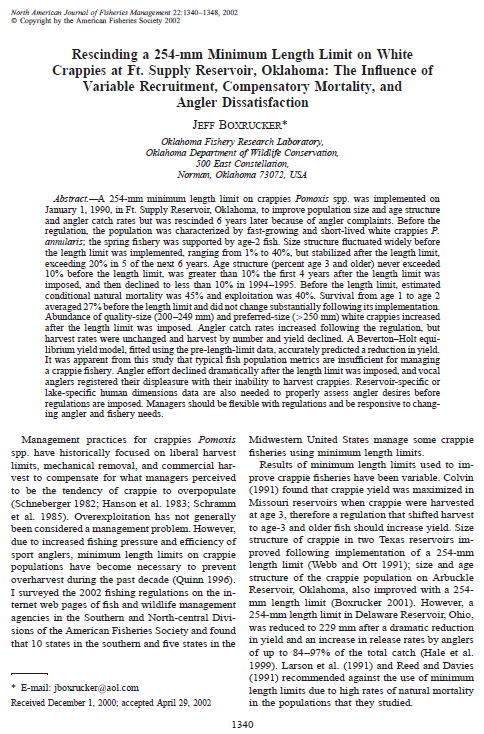 North American Journal of Fisheries Management 22:1340–1348, 2002
© Copyright by the American Fisheries Society 2002
Rescinding a 254-mm Minimum Length Limit on White
Crappies at Ft. Supply Reservoir, Oklahoma: The Influence of
Variable Recruitment, Compensatory Mortality, and
Angler Dissatisfaction
JEFF BOXRUCKER*
Oklahoma Fishery Research Laboratory,
Oklahoma Department of Wildlife Conservation,
500 East Constellation,
Norman, Oklahoma 73072, USA
Abstract.—A 254-mm minimum length limit on crappies Pomoxis spp. was implemented on
January 1, 1990, in Ft. Supply Reservoir, Oklahoma, to improve population size and age structure
and angler catch rates but was rescinded 6 years later because of angler complaints. Before the
regulation, the population was characterized by fast-growing and short-lived white crappies P.
annularis; the spring fishery was supported by age-2 fish. Size structure fluctuated widely before
the length limit was implemented, ranging from 1% to 40%, but stabilized after the length limit,
exceeding 20% in 5 of the next 6 years. Age structure (percent age 3 and older) never exceeded
10% before the length limit, was greater than 10% the first 4 years after the length limit was
imposed, and then declined to less than 10% in 1994–1995. Before the length limit, estimated
conditional natural mortality was 45% and exploitation was 40%. Survival from age 1 to age 2
averaged 27% before the length limit and did not change substantially following its implementation.
Abundance of quality-size (200–249 mm) and preferred-size (>250 mm) white crappies increased
after the length limit was imposed. Angler catch rates increased following the regulation, but
harvest rates were unchanged and harvest by number and yield declined. A Beverton–Holt equi-
librium yield model, fitted using the pre-length-limit data, accurately predicted a reduction in yield.
It was apparent from this study that typical fish population metrics are insufficient for managing
a crappie fishery. Angler effort declined dramatically after the length limit was imposed, and vocal
anglers registered their displeasure with their inability to harvest crappies. Reservoir-specific or
lake-specific human dimensions data are also needed to properly assess angler desires before
regulations are imposed. Managers should be flexible with regulations and be responsive to chang-
ing angler and fishery needs.
Management practices for crappies Pomoxis
spp. have historically focused on liberal harvest
limits, mechanical removal, and commercial har-
vest to compensate for what managers perceived
to be the tendency of crappie to overpopulate
(Schneberger 1982; Hanson et al. 1983; Schramm
et al. 1985). Overexploitation has not generally
been considered a management problem. However,
due to increased fishing pressure and efficiency of
sport anglers, minimum length limits on crappie
populations have become necessary to prevent
overharvest during the past decade (Quinn 1996).
I surveyed the 2002 fishing regulations on the in-
ternet web pages of fish and wildlife management
agencies in the Southern and North-central Divi-
sions of the American Fisheries Society and found
that 10 states in the southern and five states in the
* E-mail: jboxrucker@aol.com
Received December 1, 2000; accepted April 29, 2002
Midwestern United States manage some crappie
fisheries using minimum length limits.
Results of minimum length limits used to im-
prove crappie fisheries have been variable. Colvin
(1991) found that crappie yield was maximized in
Missouri reservoirs when crappie were harvested
at age 3, therefore a regulation that shifted harvest
to age-3 and older fish should increase yield. Size
structure of crappie in two Texas reservoirs im-
proved following implementation of a 254-mm
length limit (Webb and Ott 1991); size and age
structure of the crappie population on Arbuckle
Reservoir, Oklahoma, also improved with a 254-
mm length limit (Boxrucker 2001). However, a
254-mm length limit in Delaware Reservoir, Ohio,
was reduced to 229 mm after a dramatic reduction
in yield and an increase in release rates by anglers
of up to 84–97% of the total catch (Hale et al.
1999). Larson et al. (1991) and Reed and Davies
(1991) recommended against the use of minimum
length limits due to high rates of natural mortality
in the populations that they studied.
1340